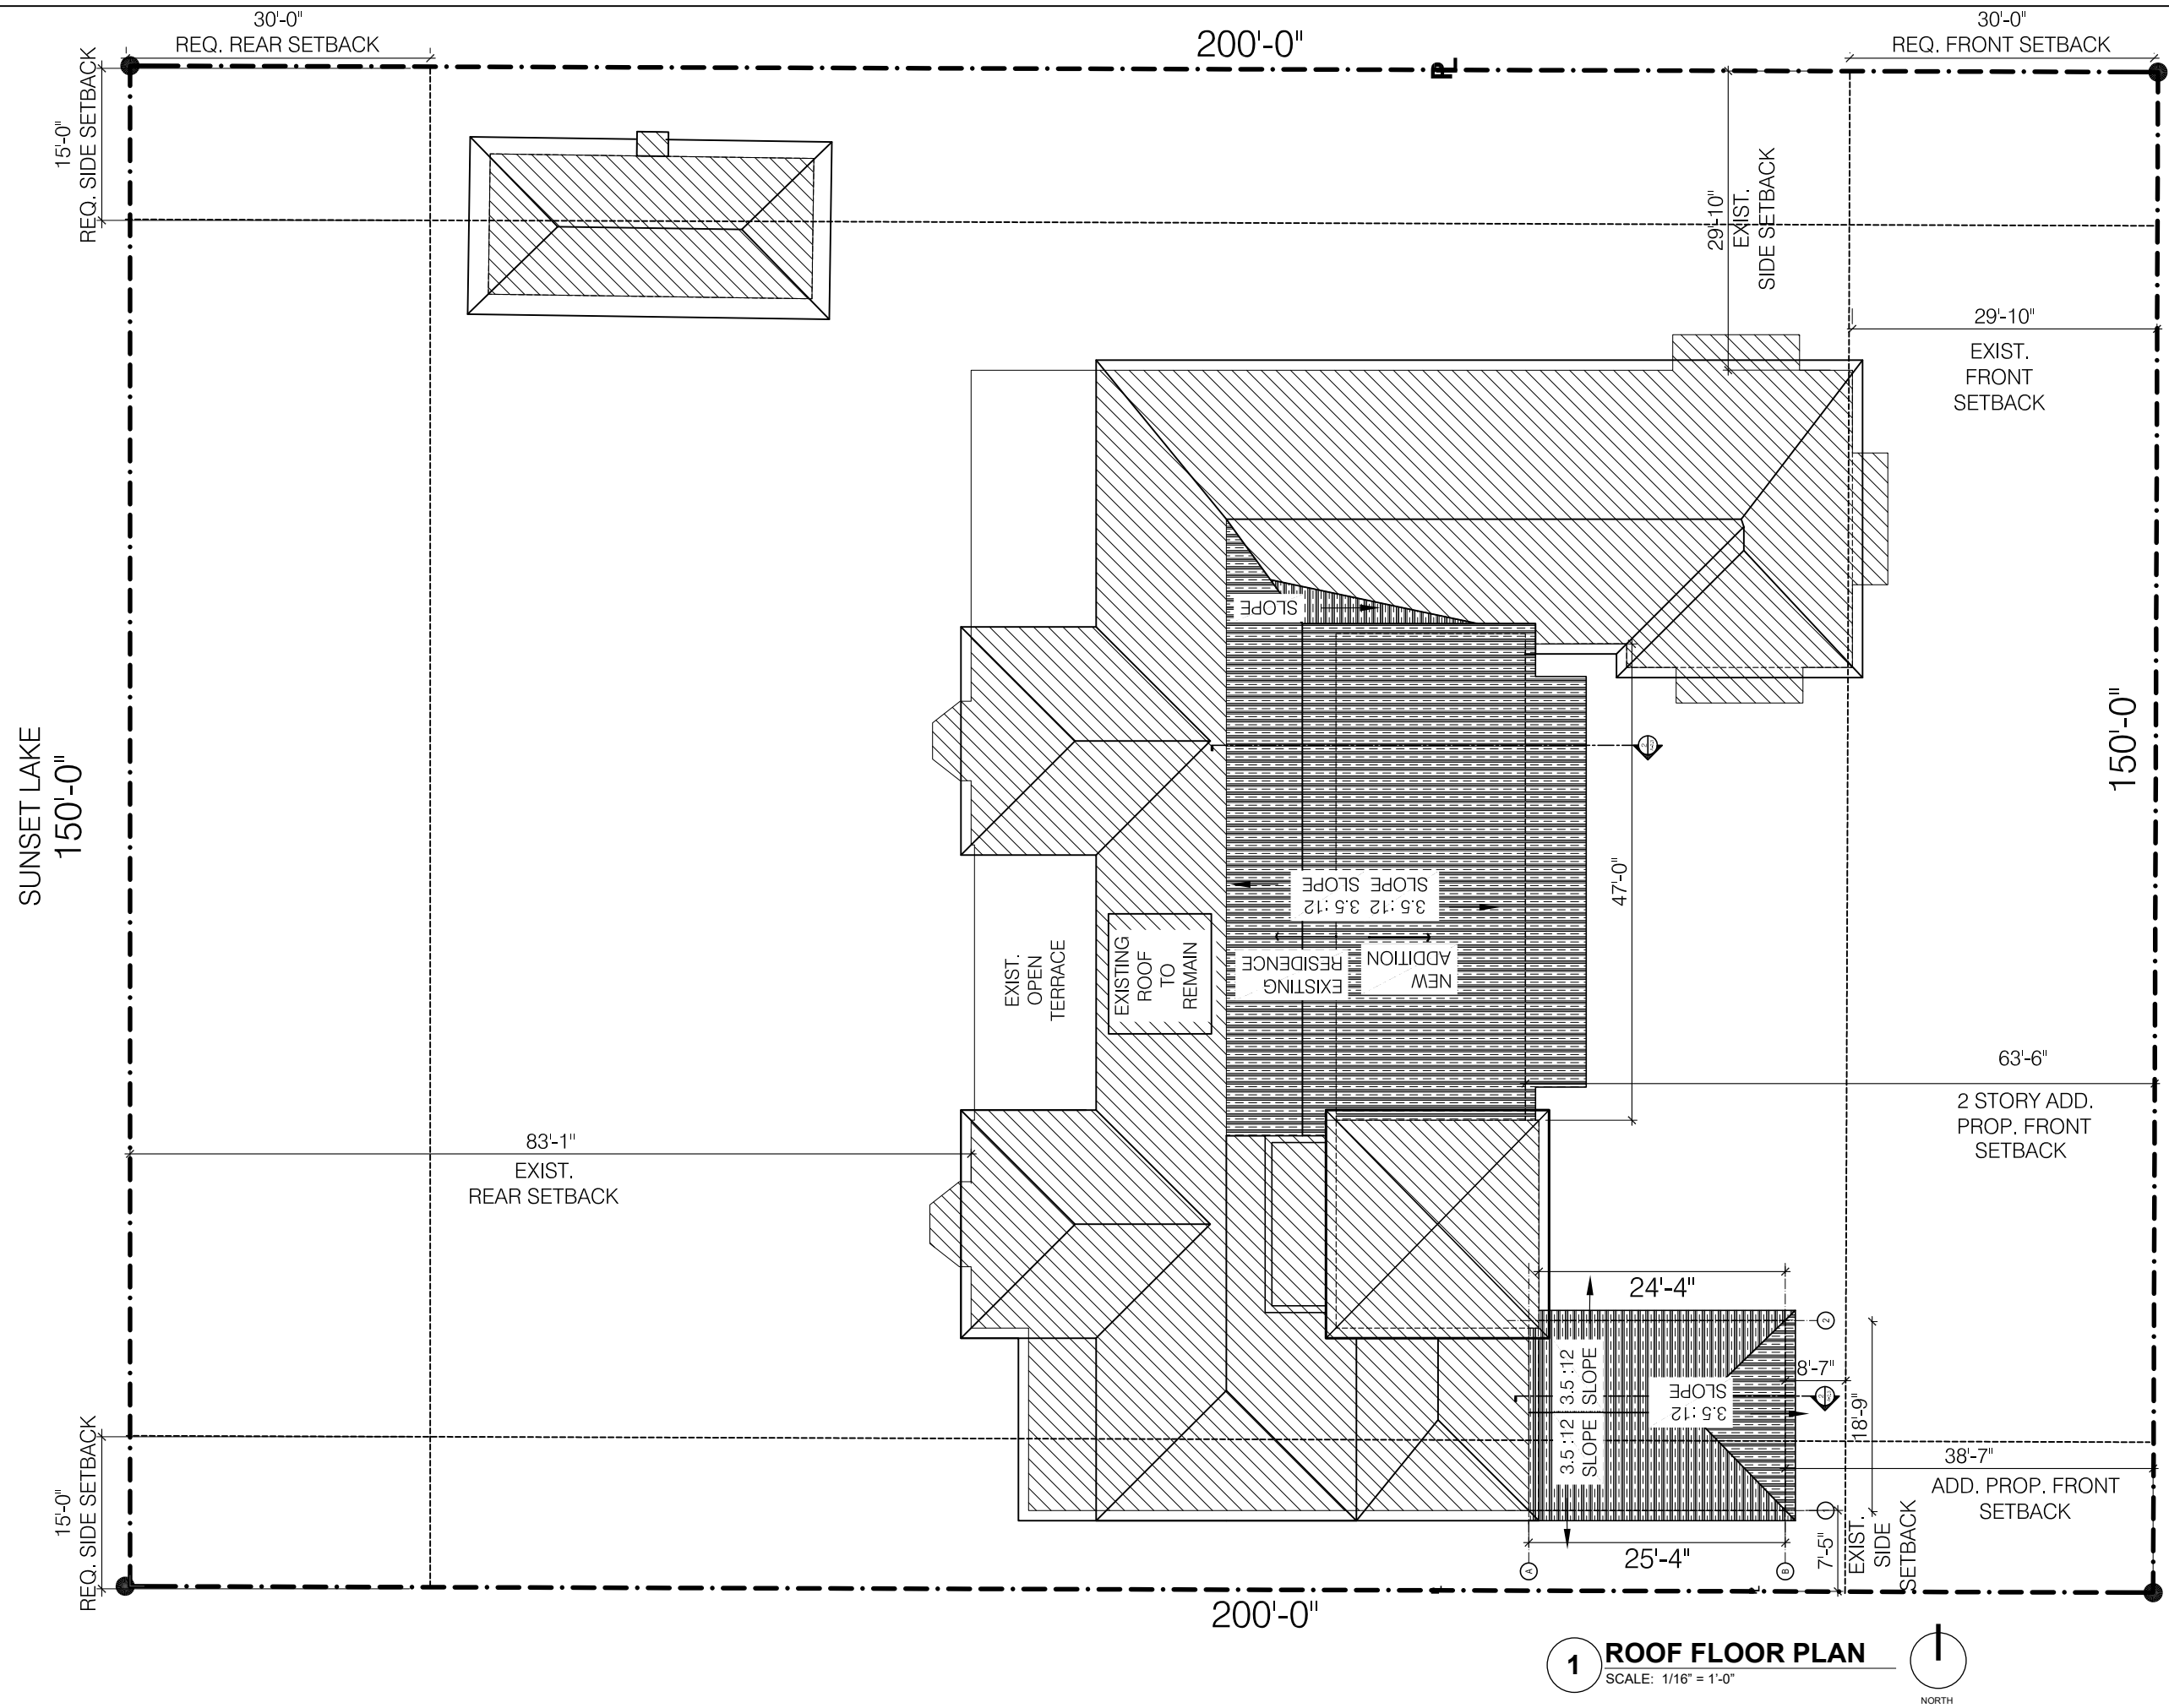 30'-0"
REQ. REAR SETBACK
200'-0"
30'-0"
REQ. FRONT SETBACK
PL
15'-0"
REQ. SIDE SETBACK
29'-10"
EXIST.
SIDE SETBACK
29'-10"
EXIST.
FRONT
SETBACK
SLOPE
SUNSET LAKE
150'-0"
150'-0"
47'-0"
3.5 :12
SLOPE
3.5 :12
SLOPE
EXISTING
RESIDENCE
NEW
ADDITION
EXIST.
OPEN
TERRACE
EXISTING
ROOF
TO
REMAIN
63'-6"
2 STORY ADD.
PROP. FRONT
SETBACK
83'-1"
EXIST.
REAR SETBACK
24'-4"
2
3.5 :12
SLOPE
3.5 :12
SLOPE
3.5 :12
SLOPE
8'-7"
18'-9"
38'-7"
ADD. PROP. FRONT
SETBACK
15'-0"
REQ. SIDE SETBACK
7'-5"
EXIST.
SIDE
SETBACK
25'-4"
A
B
200'-0"
1
ROOF FLOOR PLAN
SCALE: 1/16" = 1'-0"
NORTH